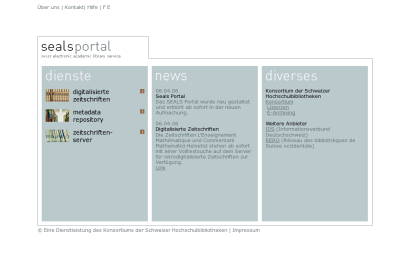 Über uns | Kontakt| Hilfe | F E
sealsportal
swiss electronic academic library service
dienste
digitalisierte
zeitschriften
metadata
repository
zeitschriften-
server
news
06.04.06
Seals Portal
Das SEALS Portal wurde neu gestaltet
und erblüht ab sofort in der neuen
Aufmachung.
03.04.06
Digitalisierte Zeitschriften
Die Zeitschriften L'Enseignement
Mathématique und Commentarii
Mathematici Helvetici stehen ab sofort
mit einer Volltextsuche auf dem Server
für retrodigitalisierte Zeitschriften zur
Verfügung.
Link
diverses
Konsortium der Schweizer
Hochschulbibliotheken
Konsortium
Lizenzen
E-Archiving
Weitere Anbieter
IDS (Informationsverbund
Deutschschweiz)
RERO (Réseau des bibliothèques de
Suisse occidentale)
© Eine Dienstleistung des Konsortiums der Schweizer Hochschulbibliotheken | Impressum